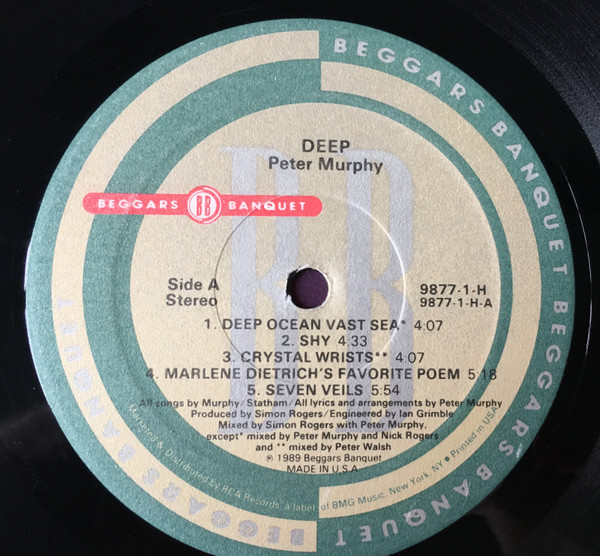 BEGGARS BANQUET BEGGARS BANQUET BEGGARS BANQUET
DEEP
Peter Murphy
BEGGARS BB BANQUET
BB
Side A
Stereo
9877-1-H
9877-1-H-A
1. DEEP OCEAN VAST SEA* 4:07
2. SHY 4:33
3. CRYSTAL WRISTS** 4:07
4. MARLENE DIETRICH'S FAVORITE POEM 5:18
5. SEVEN VEILS 5:54
All songs by Murphy/Statham/All lyrics and arrangements by Peter Murphy
Produced by Simon Rogers/Engineered by Ian Grimble
Mixed by Simon Rogers with Peter Murphy,
except* mixed by Peter Murphy and Nick Rogers
and ** mixed by Peter Walsh
℗ 1989 Beggars Banquet
MADE IN U.S.A.
& Distributed by RCA Records, a label of BMG Music, New York, NY ● Printed in USA
BEGGARS BANQUET